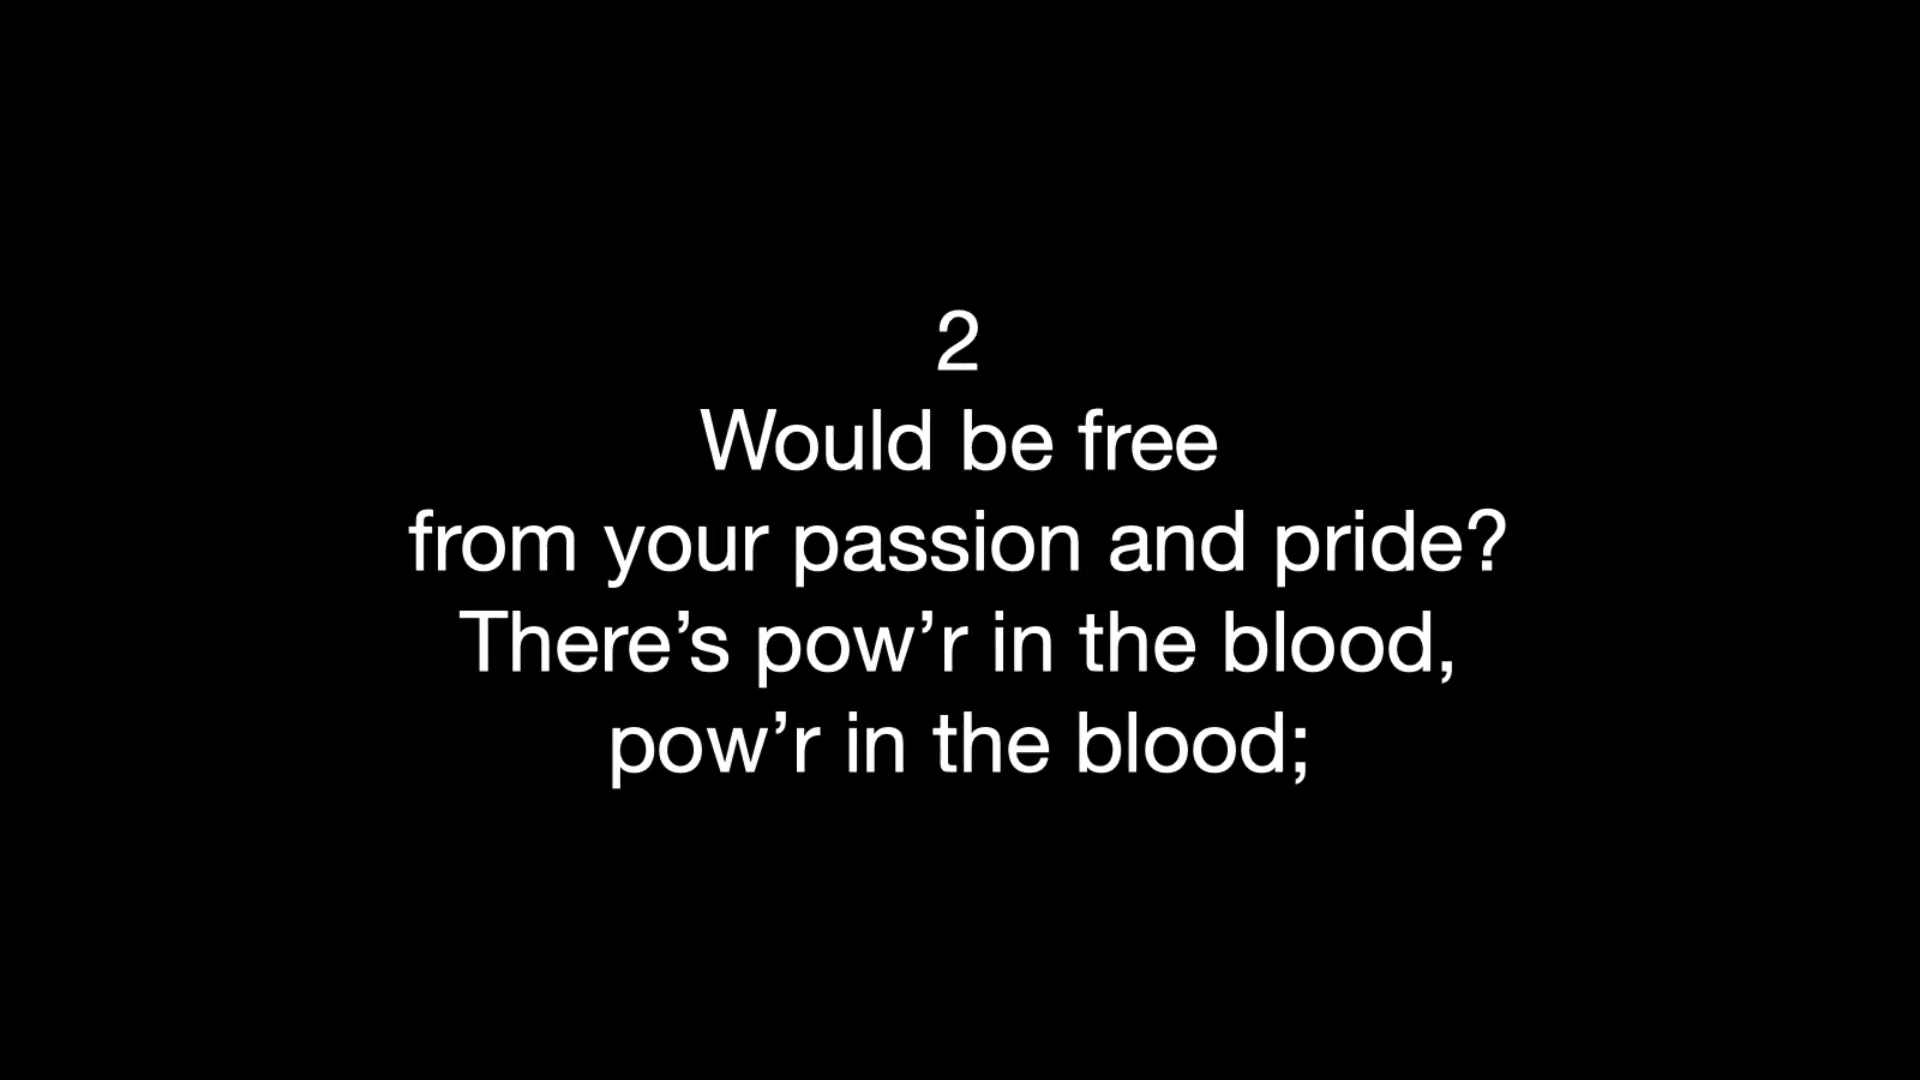 2
Would be free
from your passion and pride?
There’s pow’r in the blood,
pow’r in the blood;